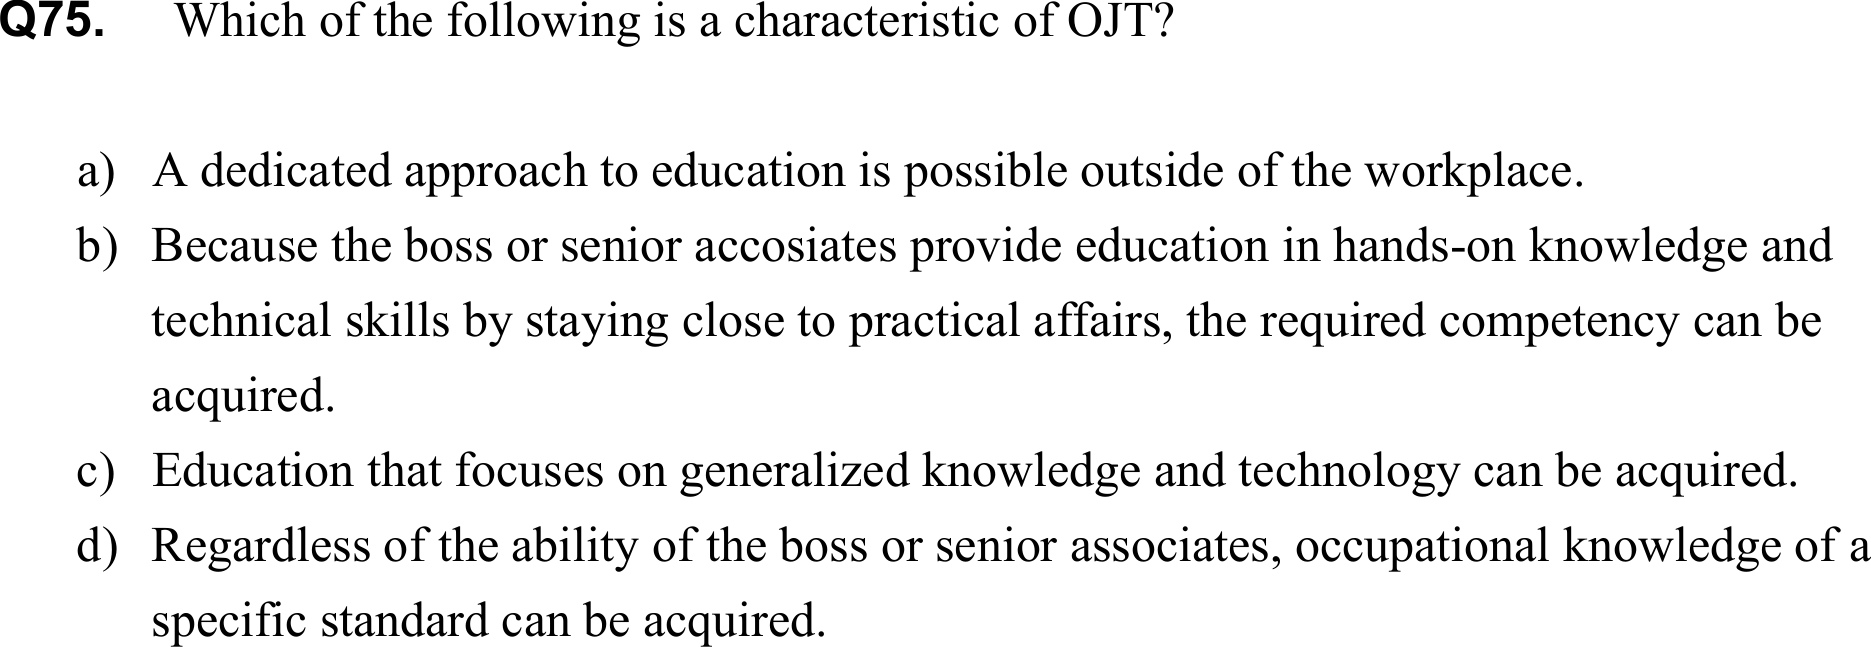 Q75. Which of the following is a characteristic of OJT?
a) A dedicated approach to education is possible outside of the workplace.
b) Because the boss or senior accosiates provide education in hands-on knowledge and
technical skills by staying close to practical affairs, the required competency can be
acquired.
c) Education that focuses on generalized knowledge and technology can be acquired.
d) Regardless of the ability of the boss or senior associates, occupational knowledge of a
specific standard can be acquired.